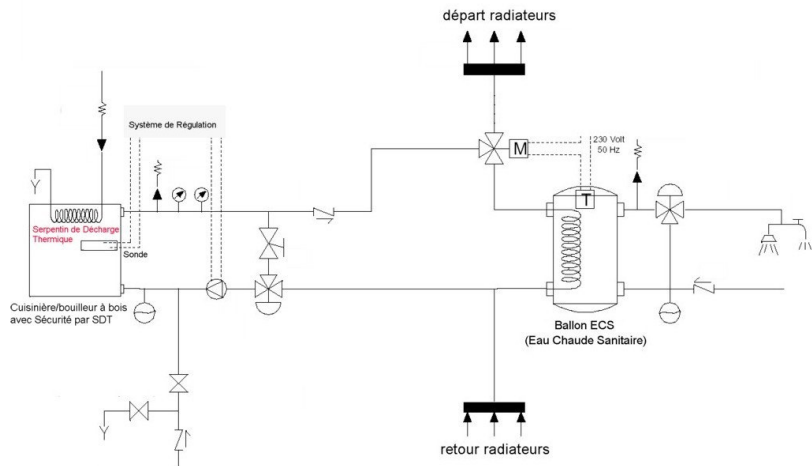 départ radiateurs
Système de Régulation
230 Volt
50 Hz
M
T
Serpentin de Décharge
Thermique
Sonde
Cuisinière/bouilleur à bois
avec Sécurité par SDT
Ballon ECS
(Eau Chaude Sanitaire)
retour radiateurs